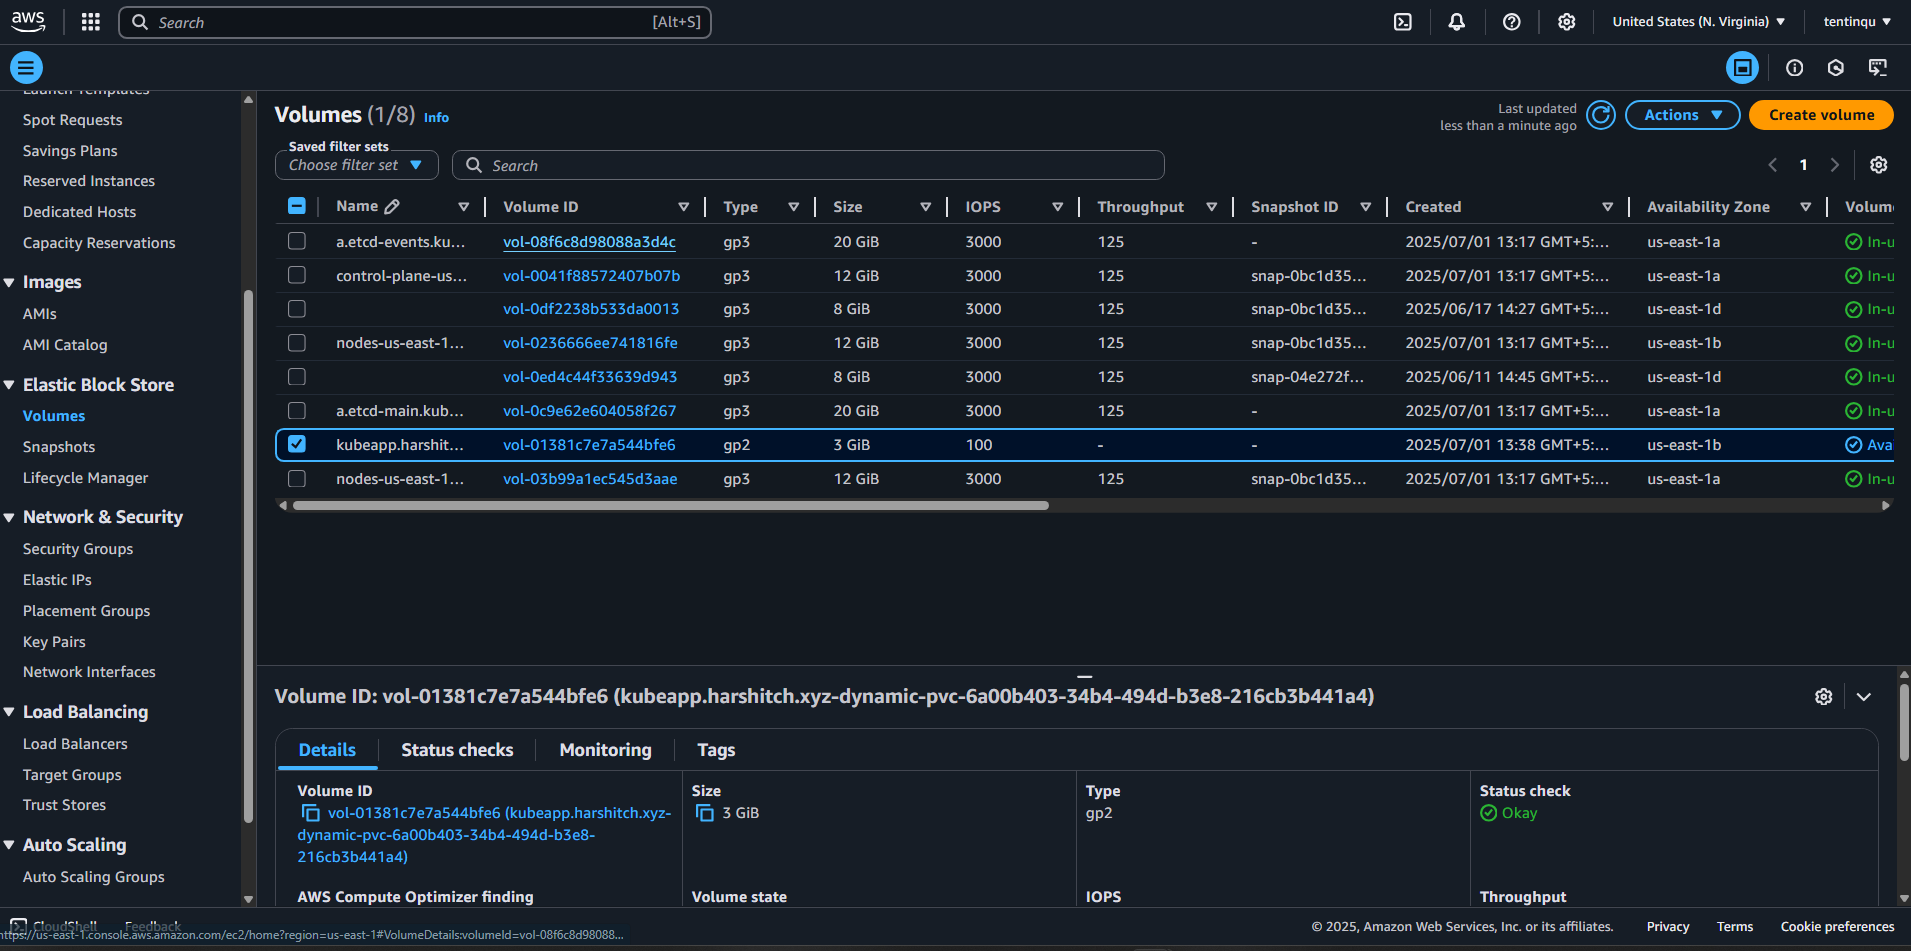 aws
Search [Alt+S]
United States (N. Virginia)
tentinqu
Launch Templates
Spot Requests
Savings Plans
Reserved Instances
Dedicated Hosts
Capacity Reservations
Images
AMIs
AMI Catalog
Elastic Block Store
Volumes
Snapshots
Lifecycle Manager
Network & Security
Security Groups
Elastic IPs
Placement Groups
Key Pairs
Network Interfaces
Load Balancing
Load Balancers
Target Groups
Trust Stores
Auto Scaling
Auto Scaling Groups
Volumes (1/8) Info
Last updated
less than a minute ago
Actions
Create volume
Saved filter sets
Choose filter set
Search
1
Name Volume ID Type Size IOPS Throughput Snapshot ID Created Availability Zone Volum
a.etcd-events.ku... vol-08f6c8d98088a3d4c gp3 20 GiB 3000 125 - 2025/07/01 13:17 GMT+5:... us-east-1a In-u
control-plane-us... vol-0041f88572407b07b gp3 12 GiB 3000 125 snap-0bc1d35... 2025/07/01 13:17 GMT+5:... us-east-1a In-u
vol-0df2238b533da0013 gp3 8 GiB 3000 125 snap-0bc1d35... 2025/06/17 14:27 GMT+5:... us-east-1d In-u
nodes-us-east-1... vol-0236666ee741816fe gp3 12 GiB 3000 125 snap-0bc1d35... 2025/07/01 13:17 GMT+5:... us-east-1b In-u
vol-0ed4c44f33639d943 gp3 8 GiB 3000 125 snap-04e272f... 2025/06/11 14:45 GMT+5:... us-east-1d In-u
a.etcd-main.kub... vol-0c9e62e604058f267 gp3 20 GiB 3000 125 - 2025/07/01 13:17 GMT+5:... us-east-1a In-u
kubeapp.harshit... vol-01381c7e7a544bfe6 gp2 3 GiB 100 - - 2025/07/01 13:38 GMT+5:... us-east-1b Ava
nodes-us-east-1... vol-03b99a1ec545d3aae gp3 12 GiB 3000 125 snap-0bc1d35... 2025/07/01 13:17 GMT+5:... us-east-1a In-u
Volume ID: vol-01381c7e7a544bfe6 (kubeapp.harshitch.xyz-dynamic-pvc-6a00b403-34b4-494d-b3e8-216cb3b441a4)
Details Status checks Monitoring Tags
Volume ID
vol-01381c7e7a544bfe6 (kubeapp.harshitch.xyz-
dynamic-pvc-6a00b403-34b4-494d-b3e8-
216cb3b441a4)
Size
3 GiB
Type
gp2
Status check
Okay
AWS Compute Optimizer finding
Volume state
IOPS
Throughput
CloudShell Feedback
© 2025, Amazon Web Services, Inc. or its affiliates. Privacy Terms Cookie preferences
https://us-east-1.console.aws.amazon.com/ec2/home?region=us-east-1#VolumeDetails:volumeId=vol-08f6c8d98088...